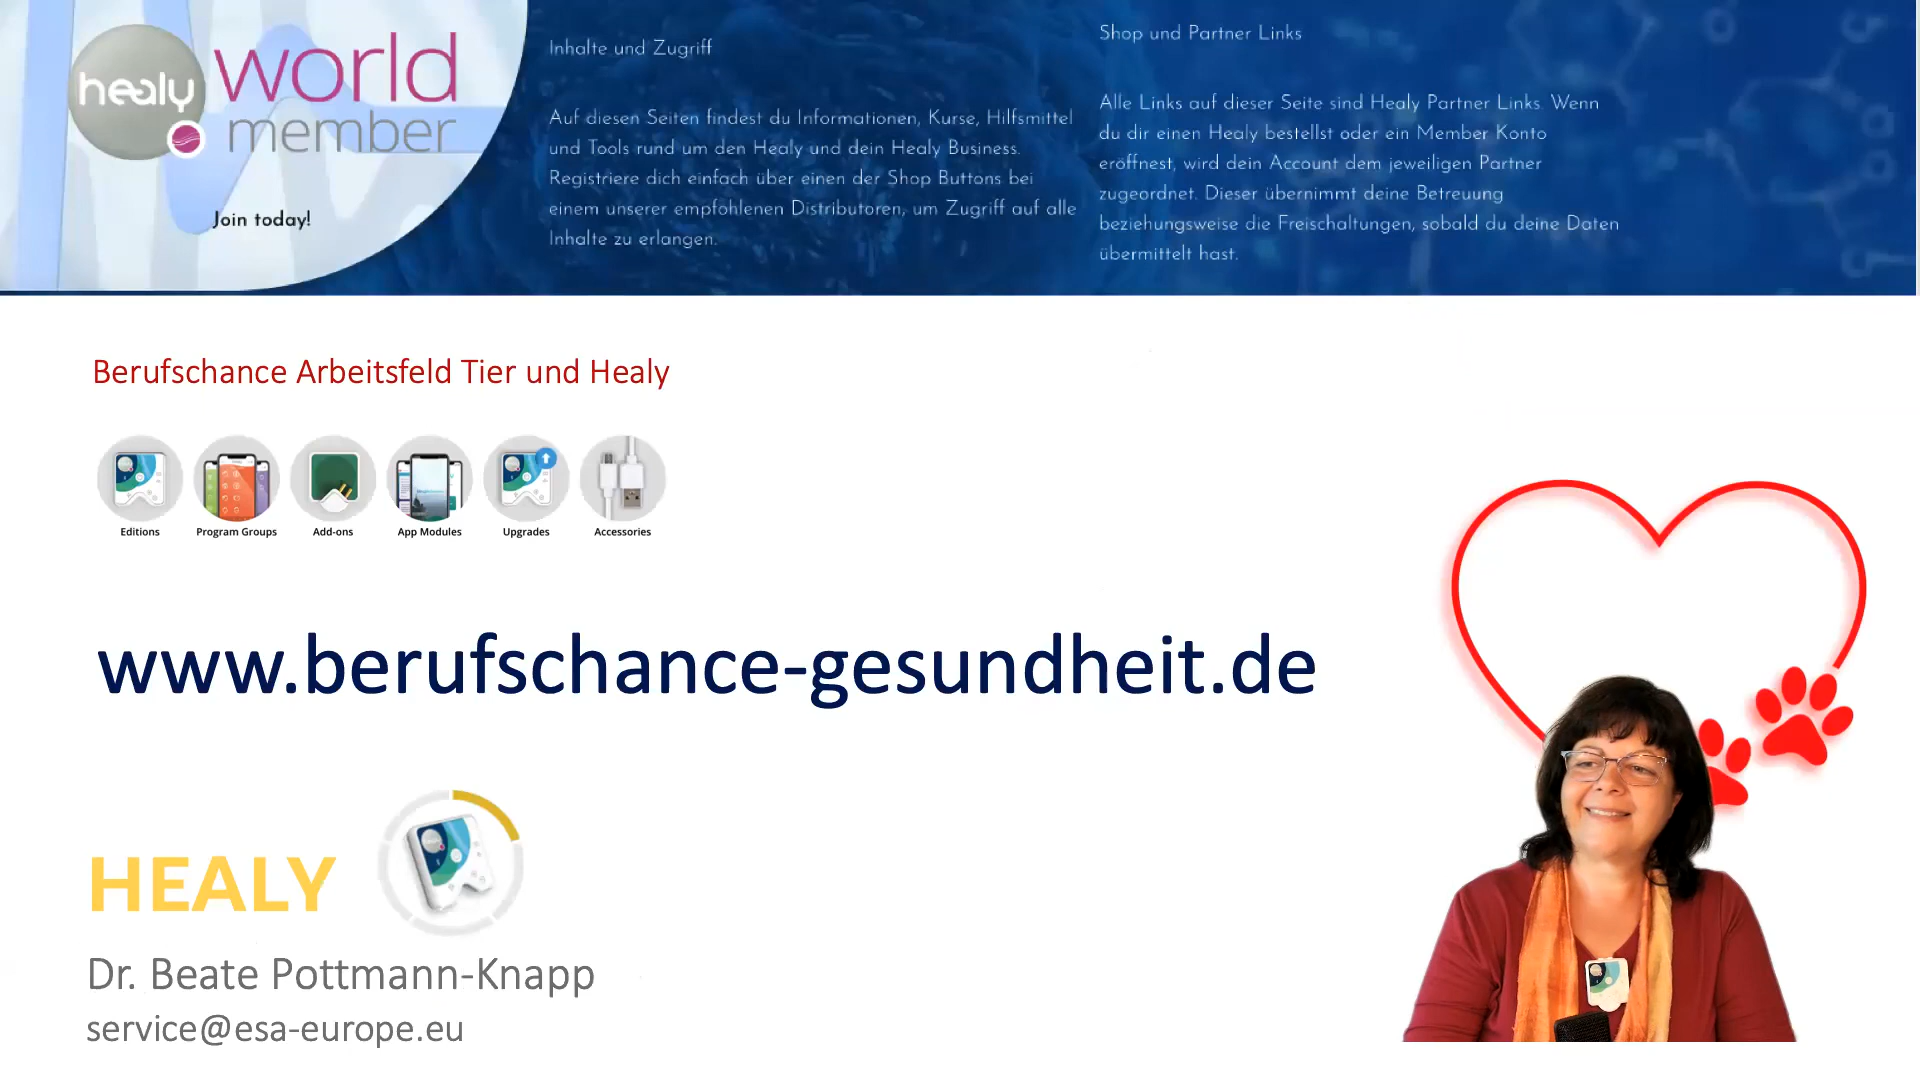 healy world
member
Join today!
Inhalte und Zugriff
Auf diesen Seiten findest du Informationen, Kurse, Hilfsmittel
und Tools rund um den Healy und dein Healy Business.
Registriere dich einfach über einen der Shop Buttons bei
einem unserer empfohlenen Distributoren, um Zugriff auf alle
Inhalte zu erlangen.
Shop und Partner Links
Alle Links auf dieser Seite sind Healy Partner Links. Wenn
du dir einen Healy bestellst oder ein Member Konto
eröffnest, wird dein Account dem jeweiligen Partner
zugeordnet. Dieser übernimmt deine Betreuung
beziehungsweise die Freischaltungen, sobald du deine Daten
übermittelt hast.
Berufschance Arbeitsfeld Tier und Healy
Editions
Program Groups
Add-ons
App Modules
Upgrades
Accessories
www.berufschance-gesundheit.de
HEALY
Dr. Beate Pottmann-Knapp
service@esa-europe.eu